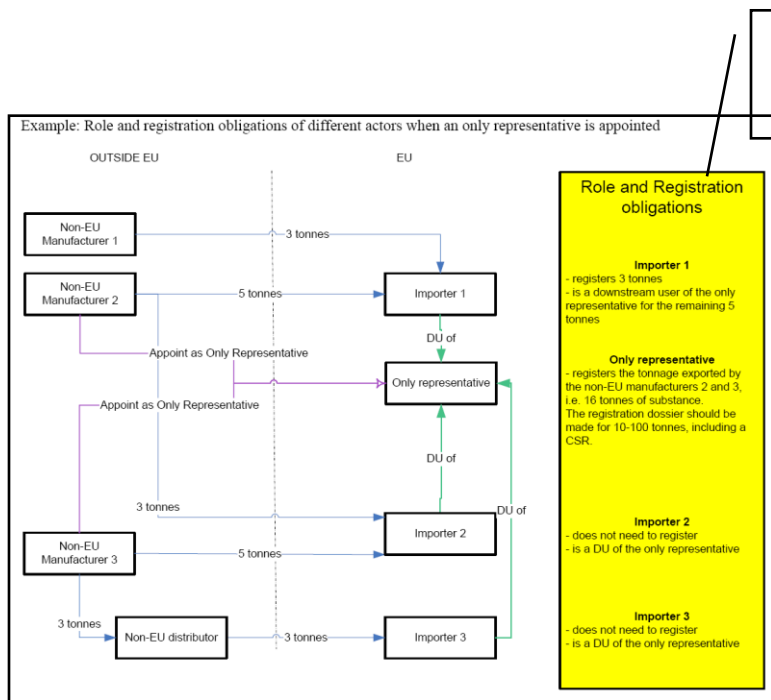 Example: Role and registration obligations of different actors when an only representative is appointed
OUTSIDE EU
EU
Non-EU
Manufacturer 1
3 tonnes
Non-EU
Manufacturer 2
5 tonnes
Importer 1
DU of
Appoint as Only Representative
Only representative
Appoint as Only Representative
DU of
3 tonnes
DU of
Importer 2
Non-EU
Manufacturer 3
5 tonnes
3 tonnes
Non-EU distributor
3 tonnes
Importer 3
Role and Registration
obligations
Importer 1
- registers 3 tonnes
- is a downstream user of the only
representative for the remaining 5
tonnes
Only representative
- registers the tonnage exported by
the non-EU manufacturers 2 and 3,
i.e. 16 tonnes of substance.
The registration dossier should be
made for 10-100 tonnes, including a
CSR.
Importer 2
- does not need to register
- is a DU of the only representative
Importer 3
- does not need to register
- is a DU of the only representative